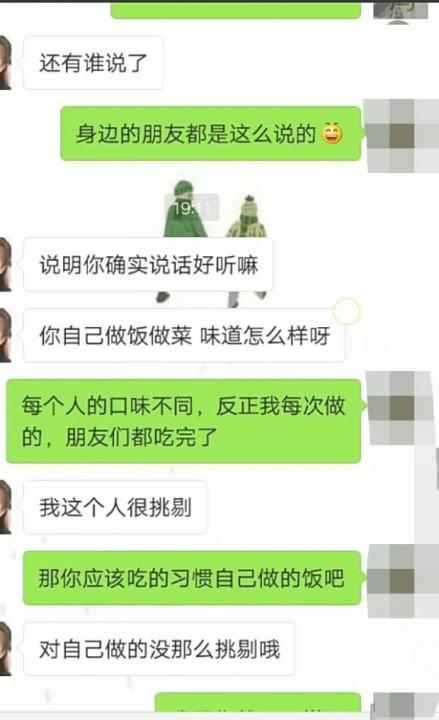 还有谁说了
身边的朋友都是这么说的
19:11
说明你确实说话好听嘛
你自己做饭做菜 味道怎么样呀
每个人的口味不同，反正我每次做
的，朋友们都吃完了
我这个人很挑剔
那你应该吃的习惯自己做的饭吧
对自己做的没那么挑剔哦